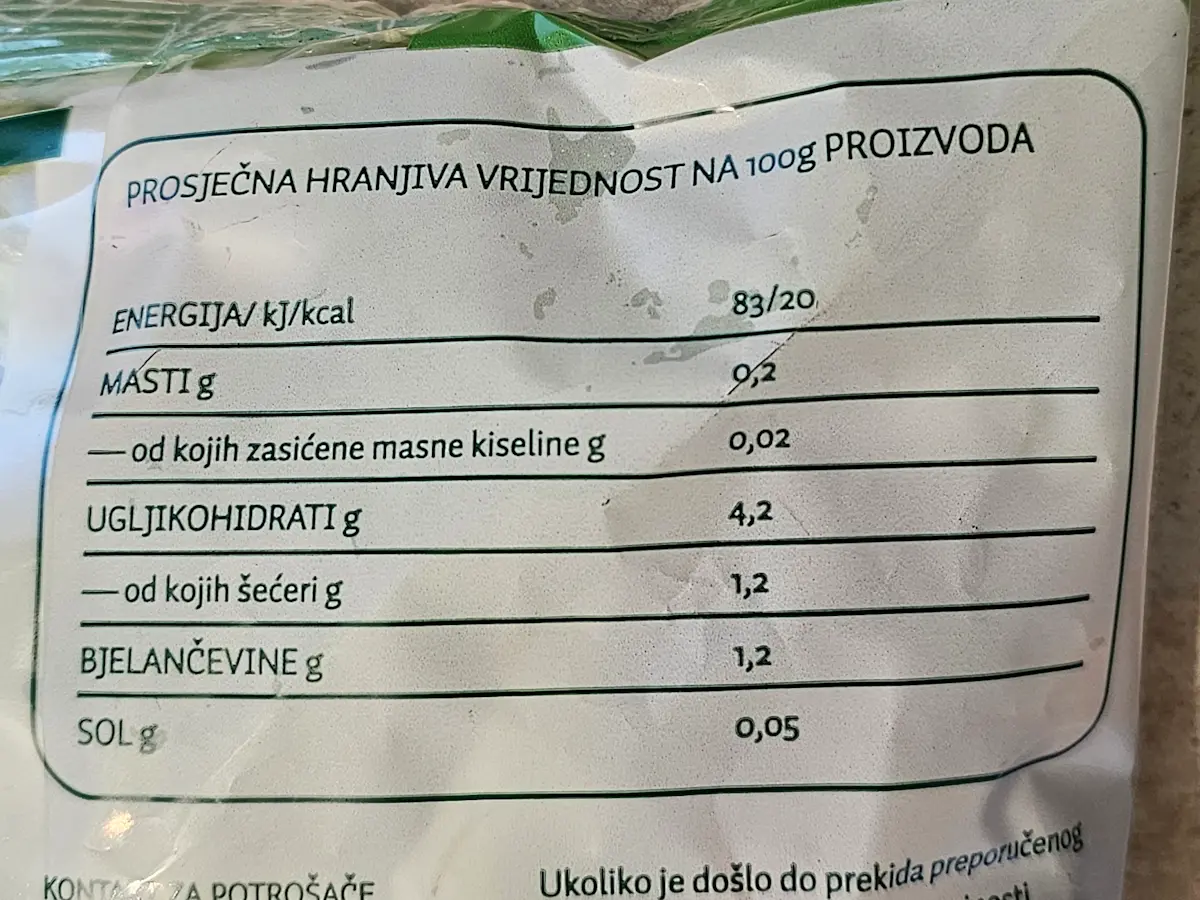 PROSJEČNA HRANJIVA VRIJEDNOST NA 100g PROIZVODA
ENERGIJA/ kJ/kcal 83/20
MASTI g 0,2
— od kojih zasićene masne kiseline g 0,02
UGLJIKOHIDRATI g 4,2
— od kojih šećeri g 1,2
BJELANČEVINE g 1,2
SOL g 0,05
ZA POTROŠAČE
Ukoliko je došlo do prekida preporučenog